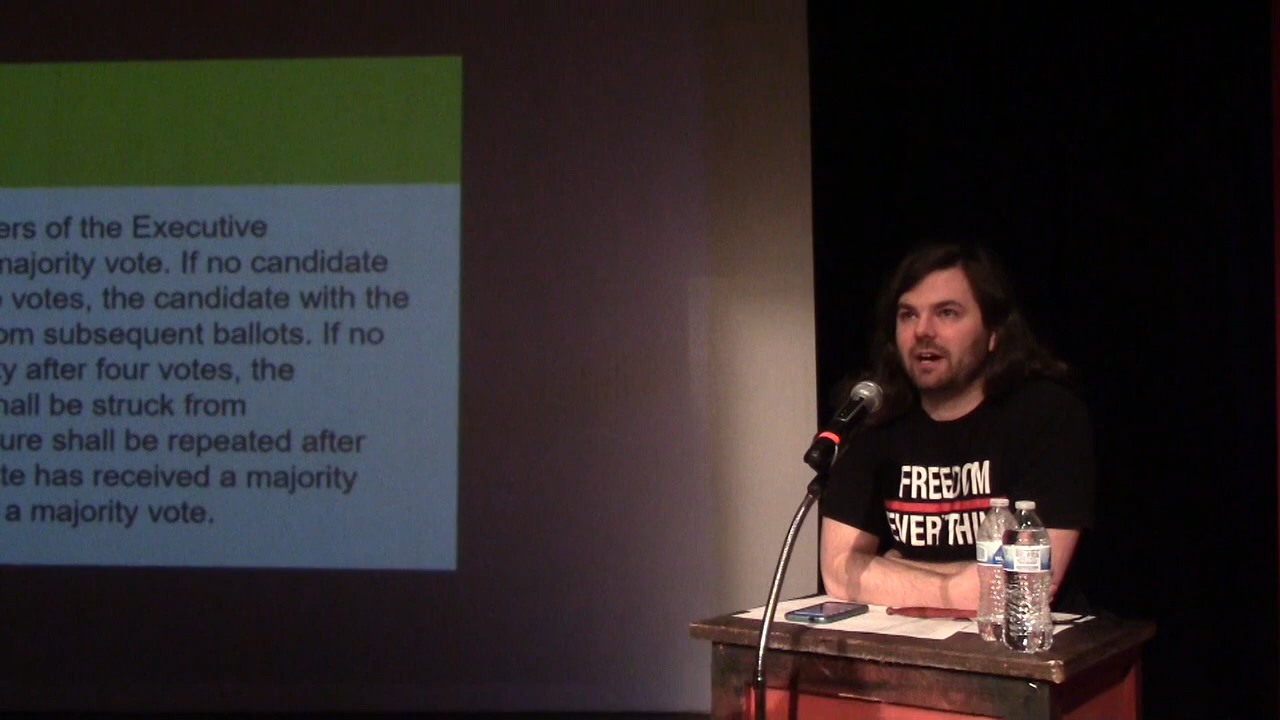 ers of the Executive
majority vote. If no candidate
votes, the candidate with the
om subsequent ballots. If no
y after four votes, the
hall be struck from
ure shall be repeated after
te has received a majority
a majority vote.
FREEDOM
EVERYTHIN